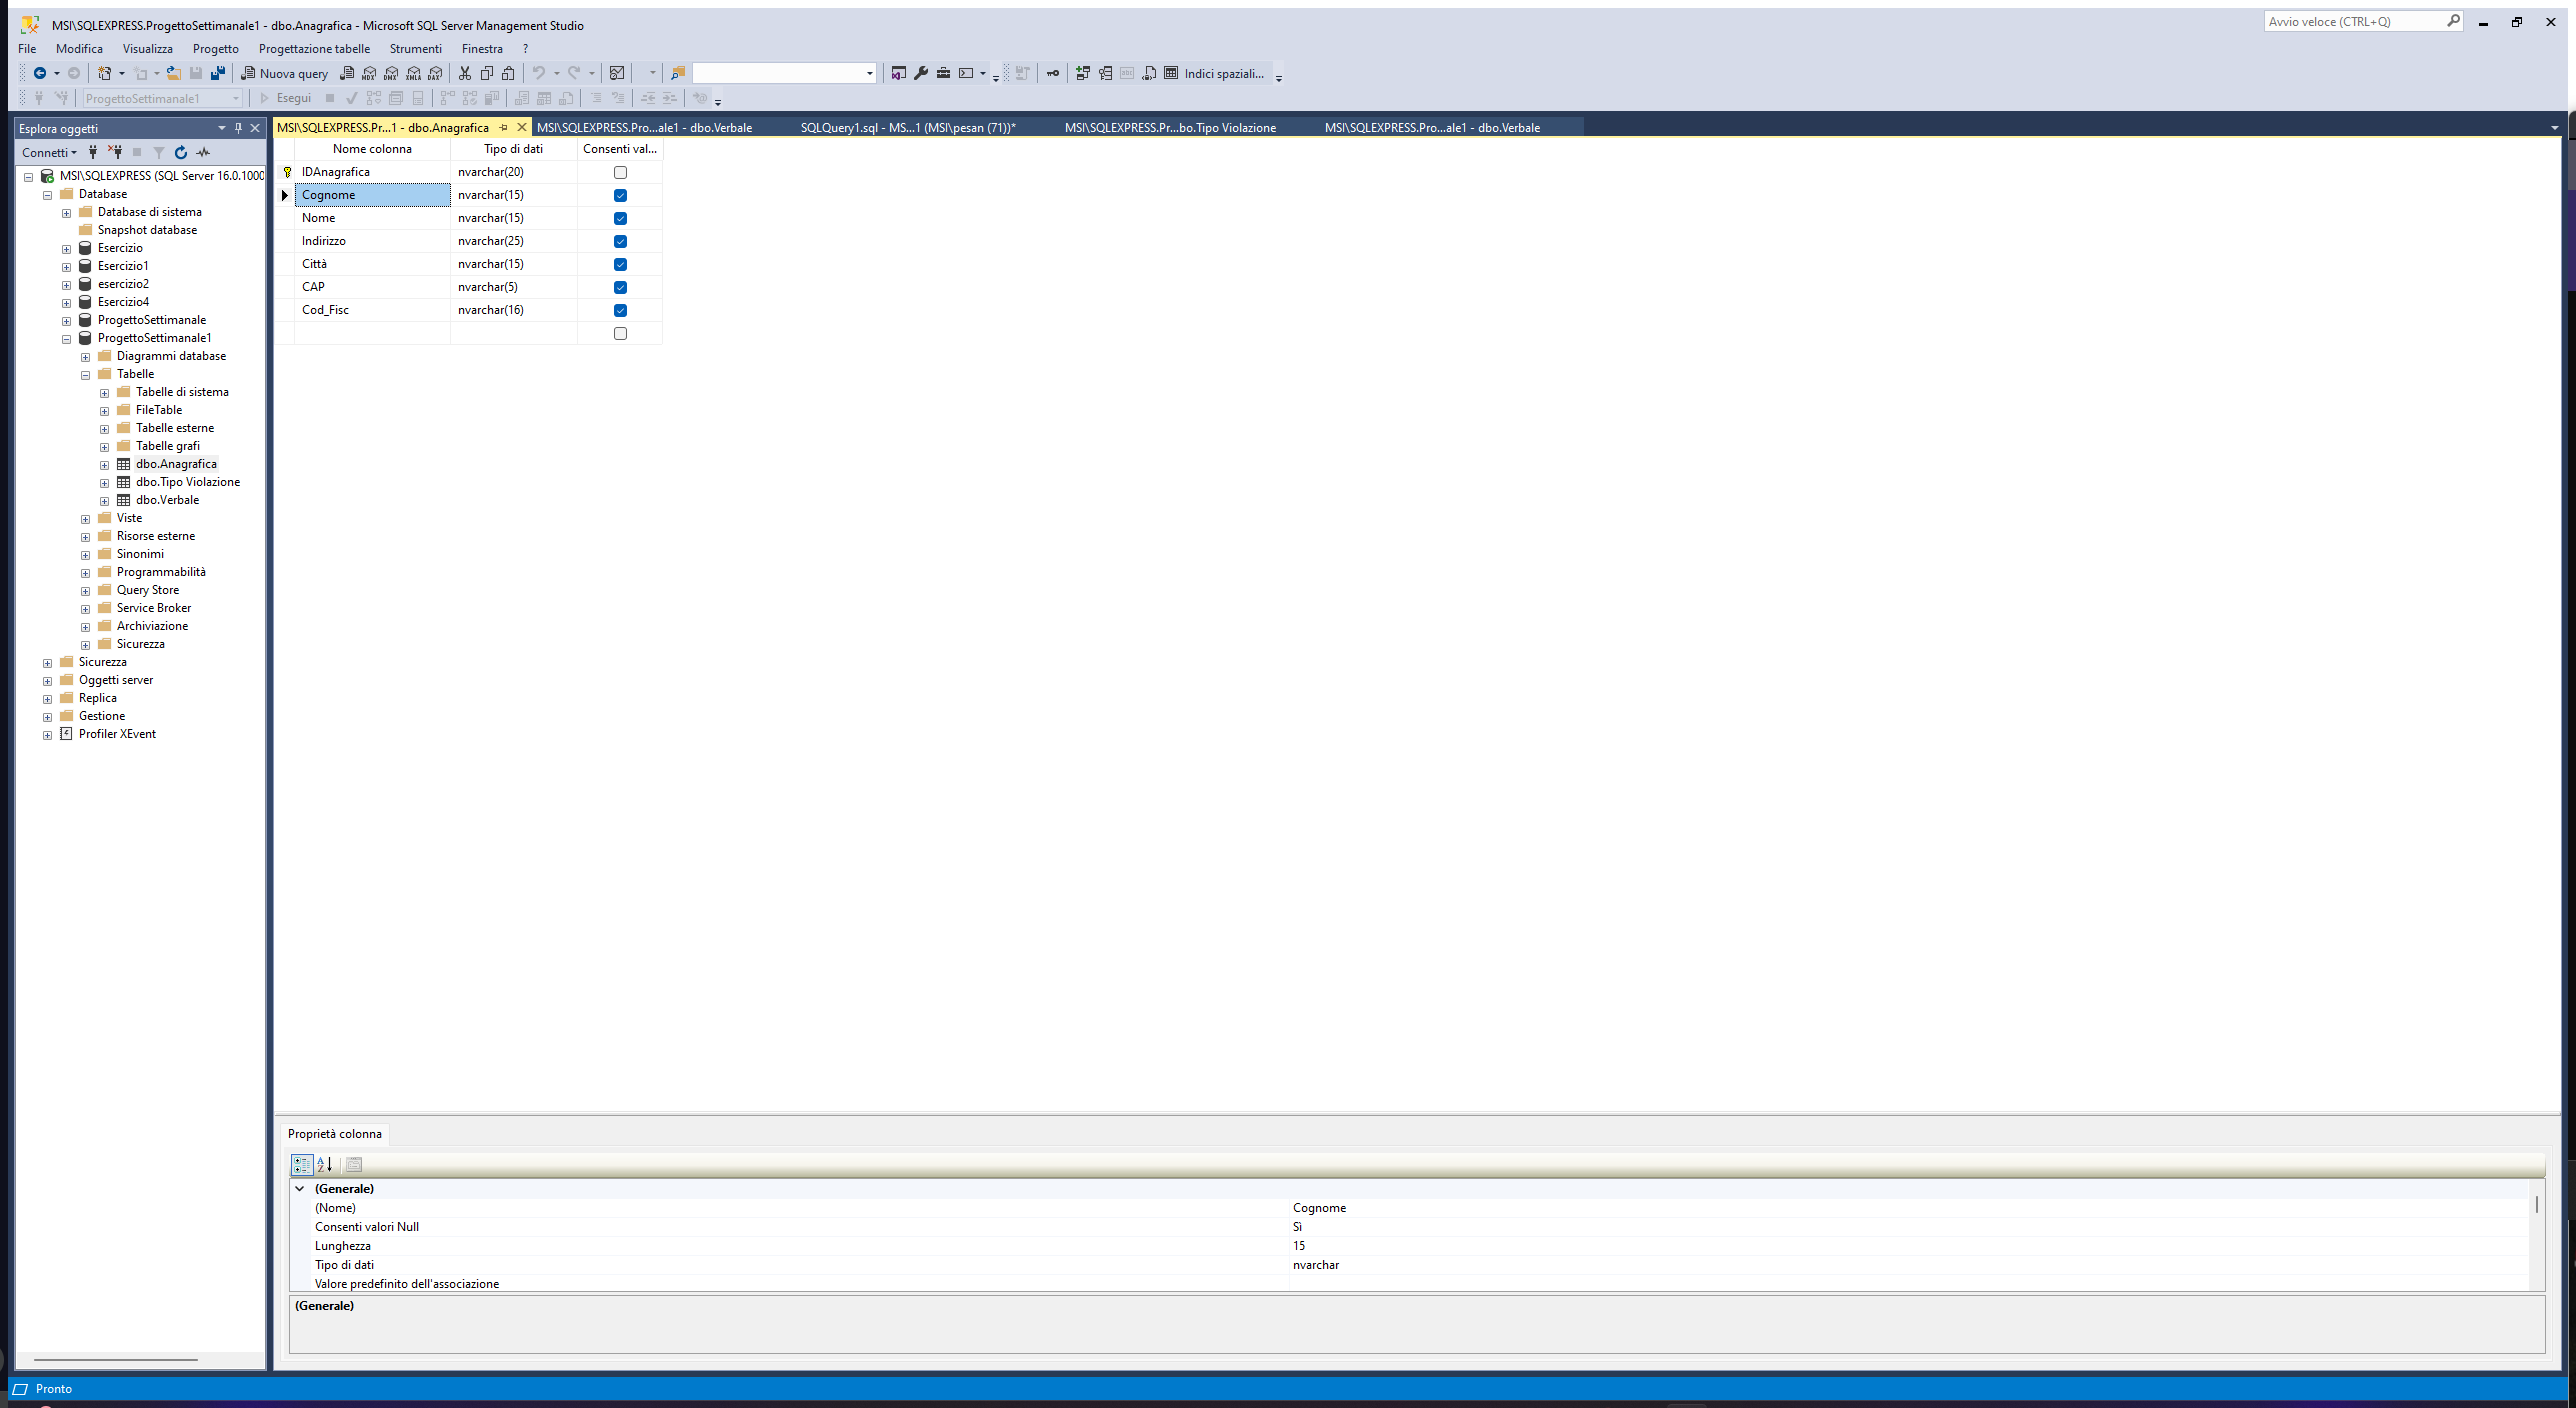 MSI\SQLEXPRESS.ProgettoSettimanale1 - dbo.Anagrafica - Microsoft SQL Server Management Studio
Avvio veloce (CTRL+Q)
File Modifica Visualizza Progetto Progettazione tabelle Strumenti Finestra ?
Nuova query MDX DMX XMLA DAX Indici spaziali...
ProgettoSettimanale1 Esegui
Esplora oggetti
Connetti
MSI\SQLEXPRESS (SQL Server 16.0.1000
Database
Database di sistema
Snapshot database
Esercizio
Esercizio1
esercizio2
Esercizio4
ProgettoSettimanale
ProgettoSettimanale1
Diagrammi database
Tabelle
Tabelle di sistema
FileTable
Tabelle esterne
Tabelle grafi
dbo.Anagrafica
dbo.Tipo Violazione
dbo.Verbale
Viste
Risorse esterne
Sinonimi
Programmabilità
Query Store
Service Broker
Archiviazione
Sicurezza
Sicurezza
Oggetti server
Replica
Gestione
Profiler XEvent
MSI\SQLEXPRESS.Pr...1 - dbo.Anagrafica MSI\SQLEXPRESS.Pro...ale1 - dbo.Verbale SQLQuery1.sql - MS...1 (MSI\pesan (71))* MSI\SQLEXPRESS.Pr...bo.Tipo Violazione MSI\SQLEXPRESS.Pro...ale1 - dbo.Verbale
Nome colonna Tipo di dati Consenti val...
IDAnagrafica nvarchar(20)
Cognome nvarchar(15)
Nome nvarchar(15)
Indirizzo nvarchar(25)
Città nvarchar(15)
CAP nvarchar(5)
Cod_Fisc nvarchar(16)
Proprietà colonna
(Generale)
(Nome) Cognome
Consenti valori Null Sì
Lunghezza 15
Tipo di dati nvarchar
Valore predefinito dell'associazione
(Generale)
Pronto